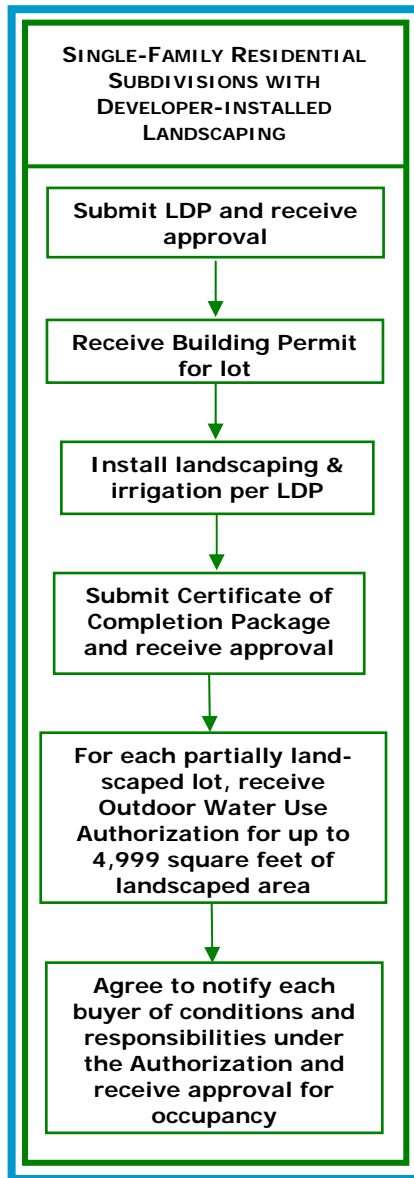 SINGLE-FAMILY RESIDENTIAL
SUBDIVISIONS WITH
DEVELOPER-INSTALLED
LANDSCAPING
Submit LDP and receive
approval
Receive Building Permit
for lot
Install landscaping &
irrigation per LDP
Submit Certificate of
Completion Package
and receive approval
For each partially land-
scaped lot, receive
Outdoor Water Use
Authorization for up to
4,999 square feet of
landscaped area
Agree to notify each
buyer of conditions and
responsibilities under
the Authorization and
receive approval for
occupancy